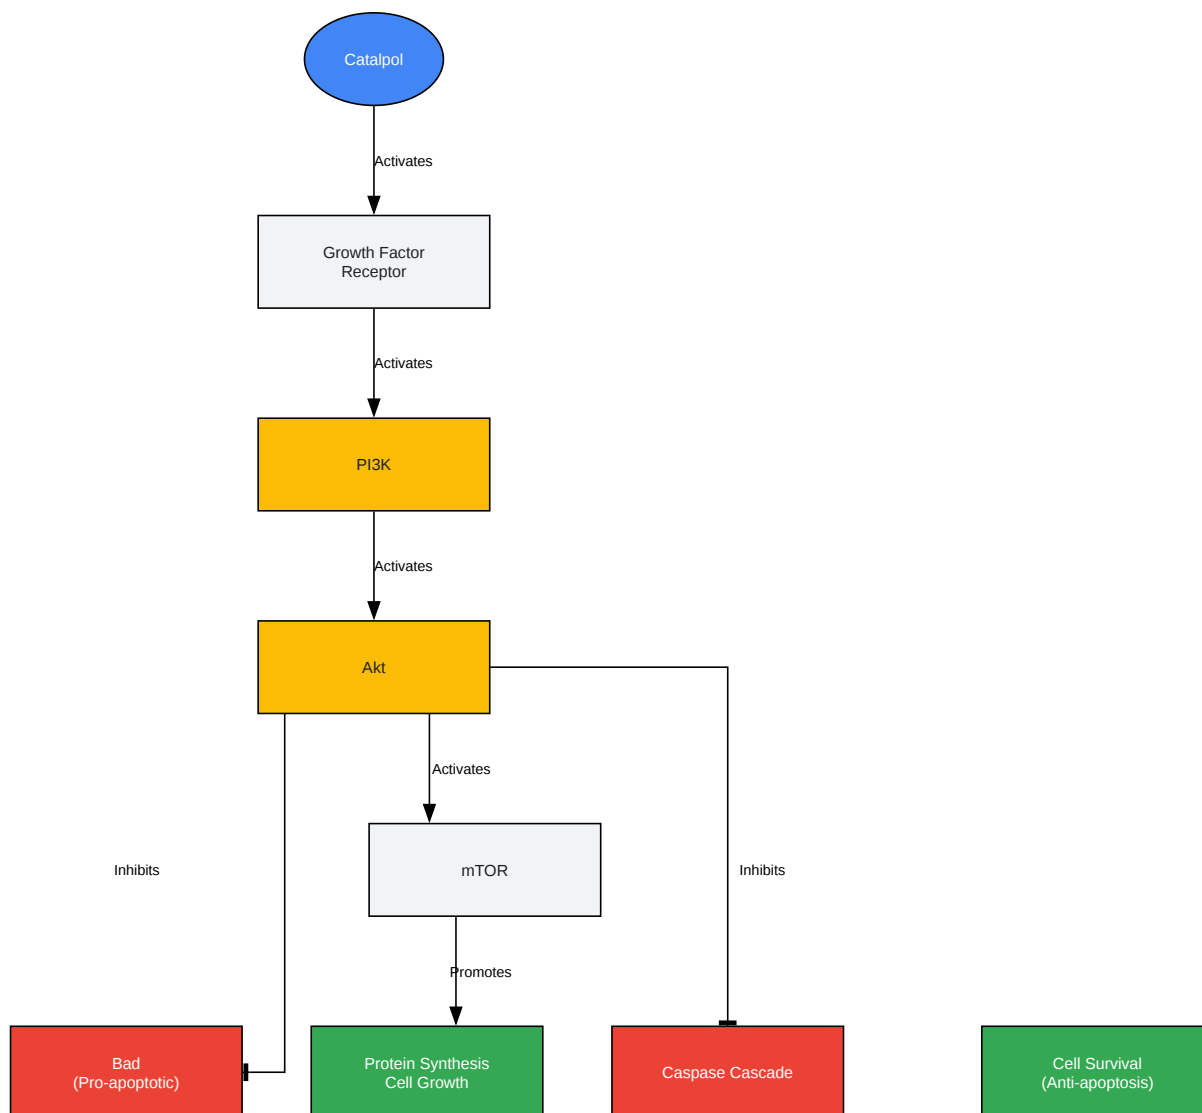 Catalpol
Activates
Growth Factor
Receptor
Activates
PI3K
Activates
Akt
Activates
Inhibits
mTOR
Inhibits
Promotes
Bad
(Pro-apoptotic)
Protein Synthesis
Cell Growth
Caspase Cascade
Cell Survival
(Anti-apoptosis)